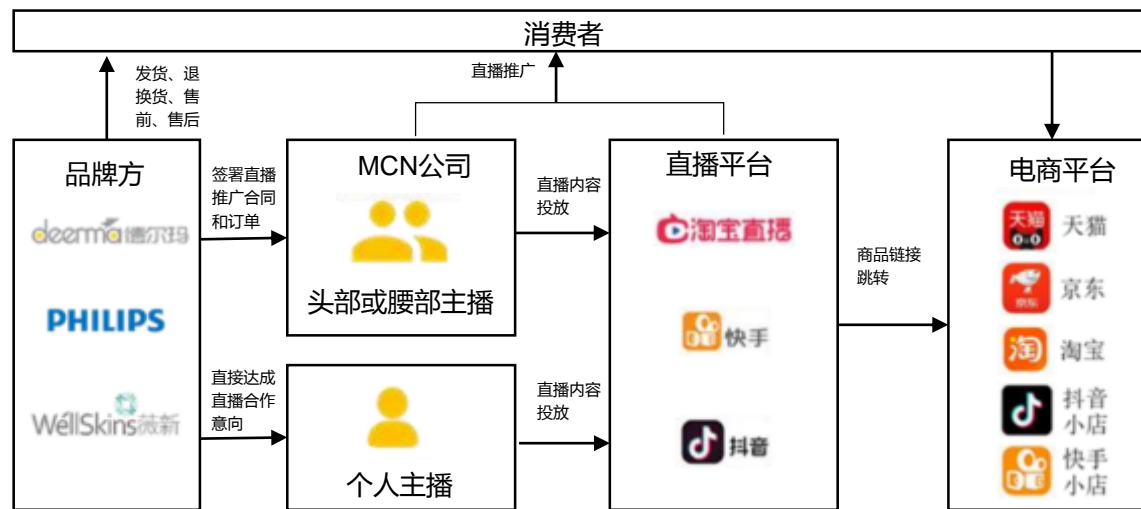 消费者
发货、退
换货、售
前、售后
直播推广
品牌方
deerma德尔玛
PHILIPS
WéllSkins薇新
签署直播
推广合同
和订单
直接达成
直播合作
意向
MCN公司
头部或腰部主播
个人主播
直播内容
投放
直播内容
投放
直播平台
淘宝直播
快手
抖音
商品链接
跳转
电商平台
天猫
天猫
京东
京东
淘
淘宝
抖音
小店
快手
小店